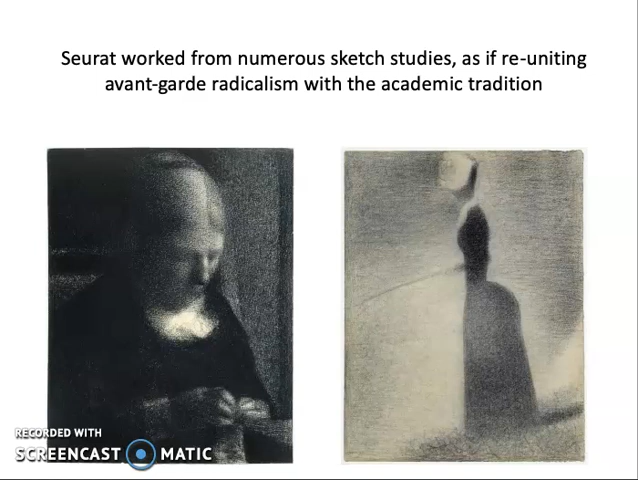 Seurat worked from numerous sketch studies, as if re-uniting
avant-garde radicalism with the academic tradition
RECORDED WITH
SCREENCAST MATIC